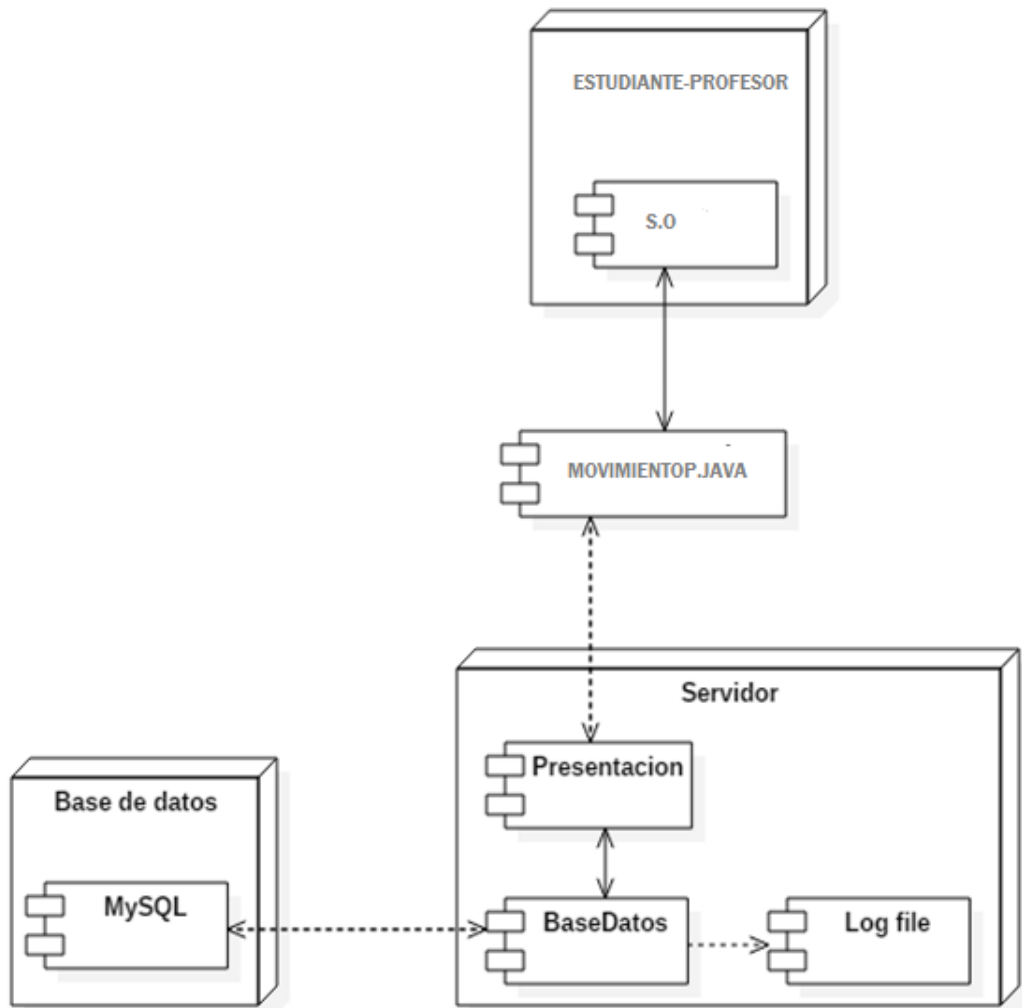 ESTUDIANTE-PROFESOR
S.O
MOVIMIENTOP.JAVA
Servidor
Presentacion
Base de datos
MySQL
BaseDatos
Log file